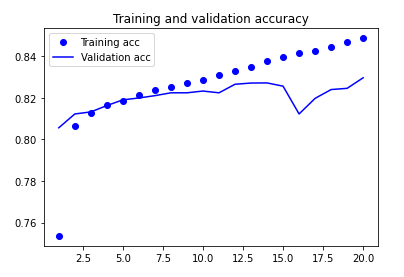 Training and validation accuracy
Training acc
Validation acc
0.84
0.82
0.80
0.78
0.76
2.5 5.0 7.5 10.0 12.5 15.0 17.5 20.0